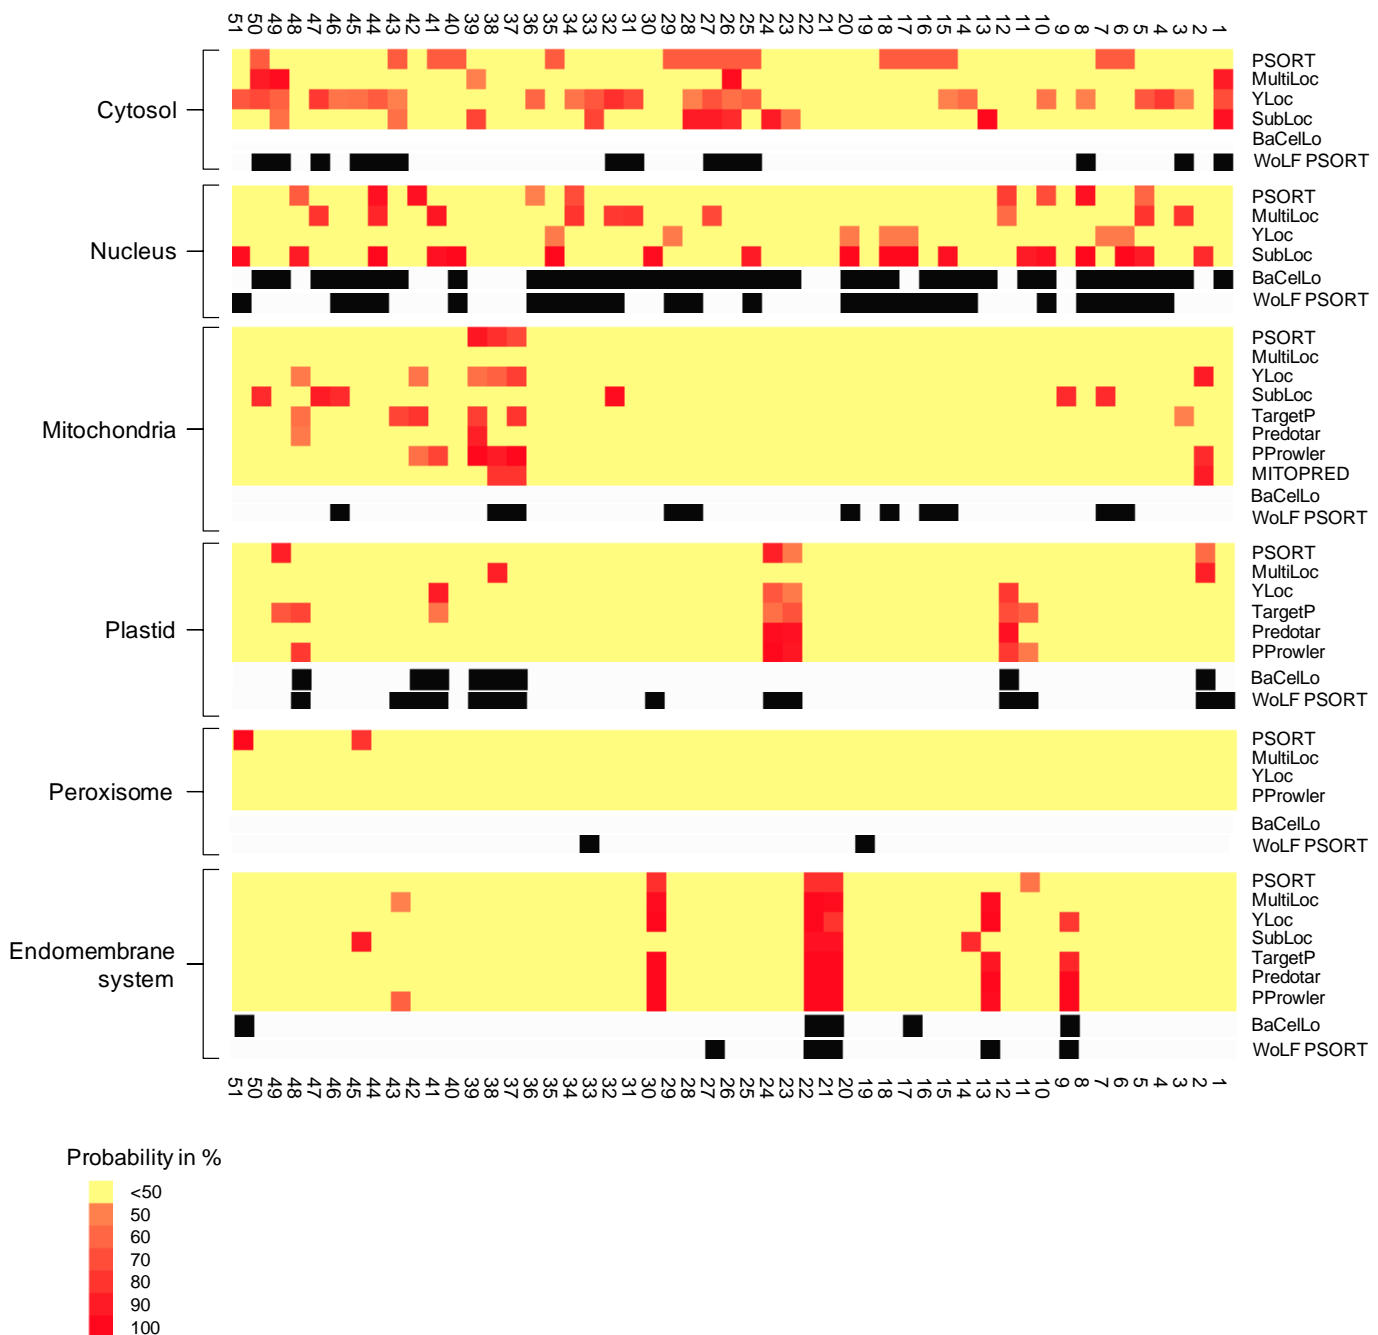 51 50 49 48 47 46 45 44 43 42 41 40 39 38 37 36 35 34 33 32 31 30 29 28 27 26 25 24 23 22 21 20 19 18 17 16 15 14 13 12 11 10 9 8 7 6 5 4 3 2 1
Cytosol
PSORT
MultiLoc
YLoc
SubLoc
BaCelLo
WoLF PSORT
Nucleus
PSORT
MultiLoc
YLoc
SubLoc
BaCelLo
WoLF PSORT
Mitochondria
PSORT
MultiLoc
YLoc
SubLoc
TargetP
Predotar
PProwler
MITOPRED
BaCelLo
WoLF PSORT
Plastid
PSORT
MultiLoc
YLoc
TargetP
Predotar
PProwler
BaCelLo
WoLF PSORT
Peroxisome
PSORT
MultiLoc
YLoc
PProwler
BaCelLo
WoLF PSORT
Endomembrane
system
PSORT
MultiLoc
YLoc
SubLoc
TargetP
Predotar
PProwler
BaCelLo
WoLF PSORT
51 50 49 48 47 46 45 44 43 42 41 40 39 38 37 36 35 34 33 32 31 30 29 28 27 26 25 24 23 22 21 20 19 18 17 16 15 14 13 12 11 10 9 8 7 6 5 4 3 2 1
Probability in %
<50
50
60
70
80
90
100